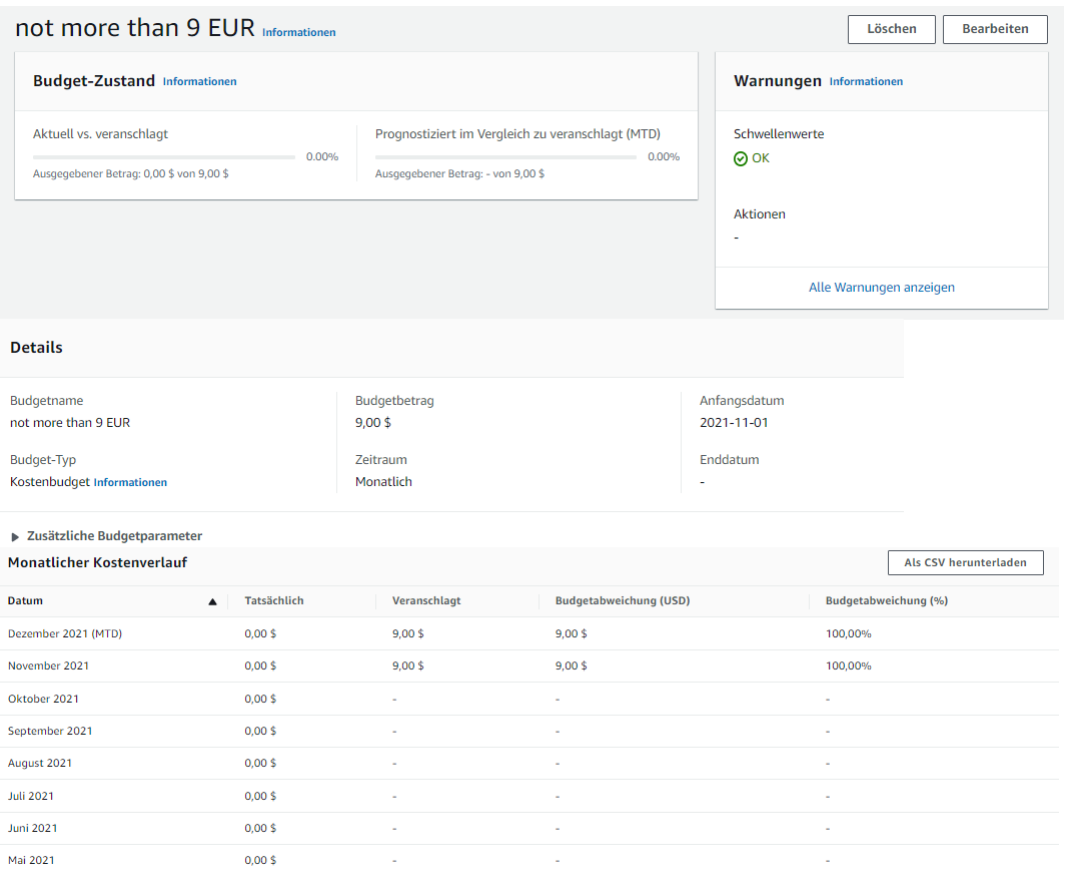 not more than 9 EUR Informationen
Löschen
Bearbeiten
Budget-Zustand Informationen
Aktuell vs. veranschlagt
0.00%
Ausgegebener Betrag: 0,00 $ von 9,00 $
Prognostiziert im Vergleich zu veranschlagt (MTD)
0.00%
Ausgegebener Betrag: - von 9,00 $
Warnungen Informationen
Schwellenwerte
OK
Aktionen
-
Alle Warnungen anzeigen
Details
Budgetname
not more than 9 EUR
Budget-Typ
Kostenbudget Informationen
Budgetbetrag
9,00 $
Zeitraum
Monatlich
Anfangsdatum
2021-11-01
Enddatum
-
Zusätzliche Budgetparameter
Monatlicher Kostenverlauf
Als CSV herunterladen
Datum Tatsächlich Veranschlagt Budgetabweichung (USD) Budgetabweichung (%)
Dezember 2021 (MTD) 0,00 $ 9,00 $ 9,00 $ 100,00%
November 2021 0,00 $ 9,00 $ 9,00 $ 100,00%
Oktober 2021 0,00 $ - - -
September 2021 0,00 $ - - -
August 2021 0,00 $ - - -
Juli 2021 0,00 $ - - -
Juni 2021 0,00 $ - - -
Mai 2021 0,00 $ - - -